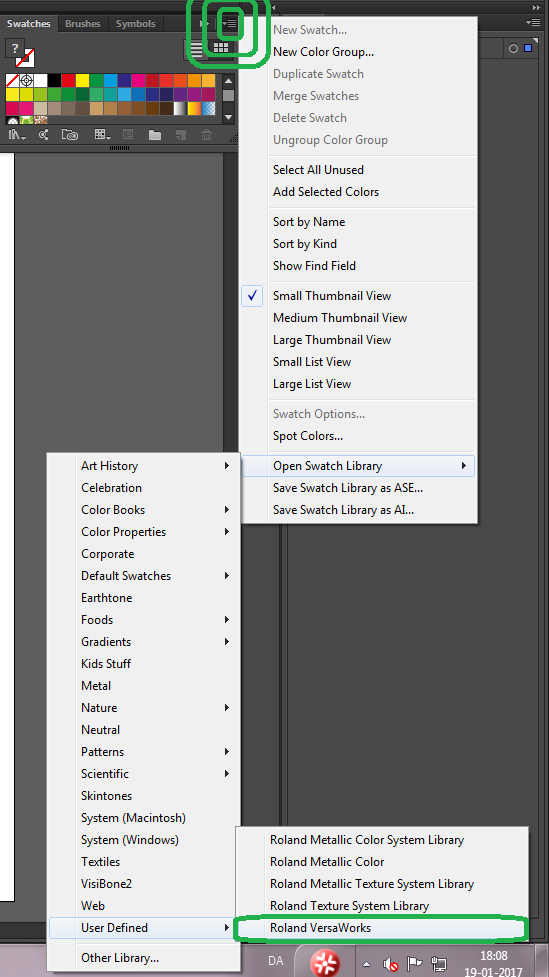 Swatches Brushes Symbols
?
New Swatch...
New Color Group...
Duplicate Swatch
Merge Swatches
Delete Swatch
Ungroup Color Group
Select All Unused
Add Selected Colors
Sort by Name
Sort by Kind
Show Find Field
Small Thumbnail View
Medium Thumbnail View
Large Thumbnail View
Small List View
Large List View
Swatch Options...
Spot Colors...
Open Swatch Library
Save Swatch Library as ASE...
Save Swatch Library as AI...
Art History
Celebration
Color Books
Color Properties
Corporate
Default Swatches
Earthtone
Foods
Gradients
Kids Stuff
Metal
Nature
Neutral
Patterns
Scientific
Skintones
System (Macintosh)
System (Windows)
Textiles
VisiBone2
Web
User Defined
Other Library...
Roland Metallic Color System Library
Roland Metallic Color
Roland Metallic Texture System Library
Roland Texture System Library
Roland VersaWorks
DA
18:08
19-01-2017